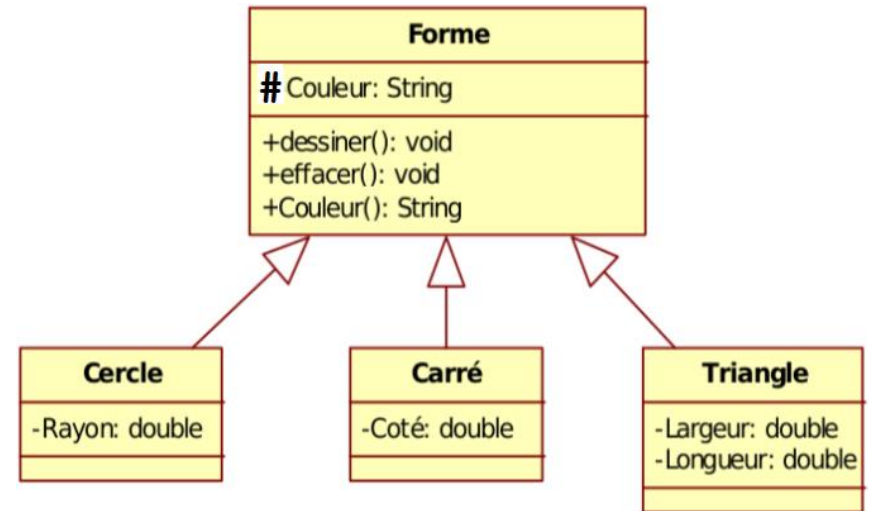 Forme
# Couleur: String
+dessiner(): void
+effacer(): void
+Couleur(): String
Cercle
-Rayon: double
Carré
-Coté: double
Triangle
-Largeur: double
-Longueur: double